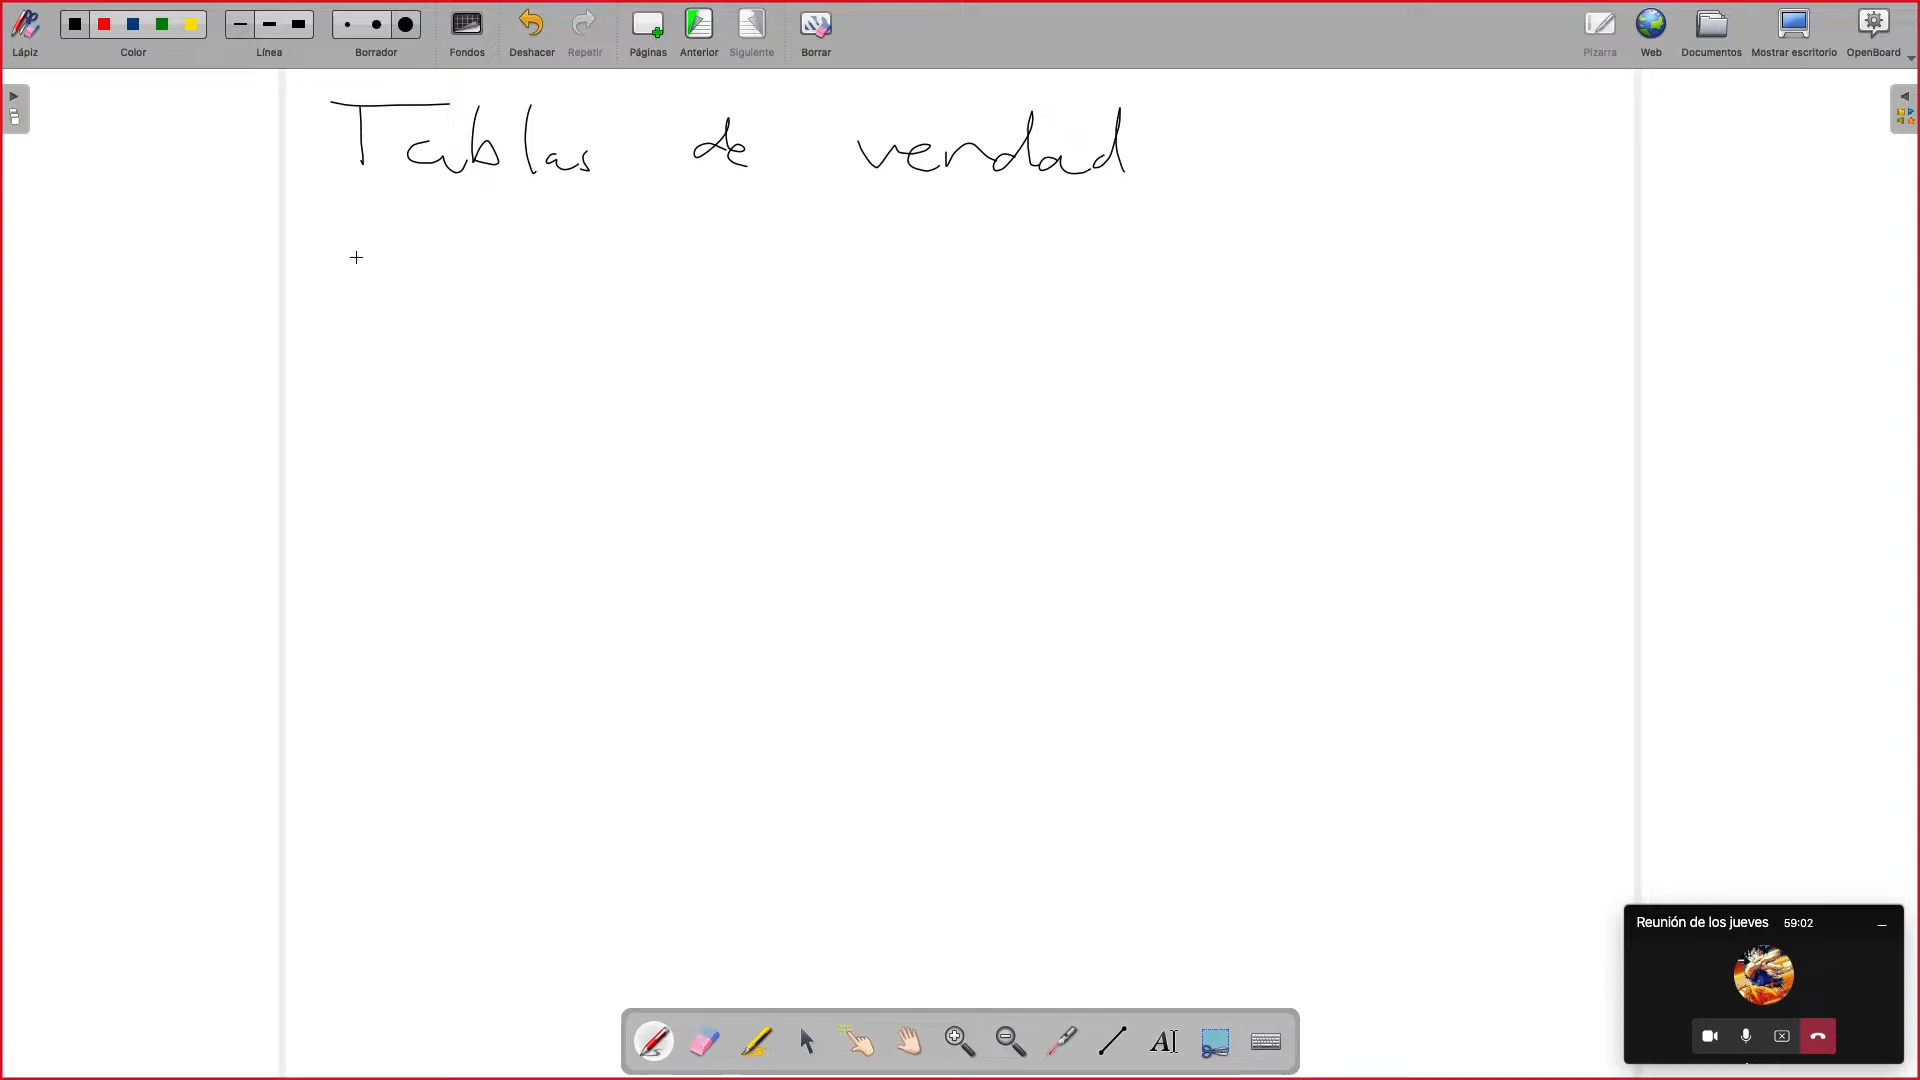 Lápiz Color Línea Borrador Fondos Deshacer Repetir Páginas Anterior Siguiente Borrar Pizarra Web Documentos Mostrar escritorio OpenBoard
Tablas de verdad
Reunión de los jueves 59:02